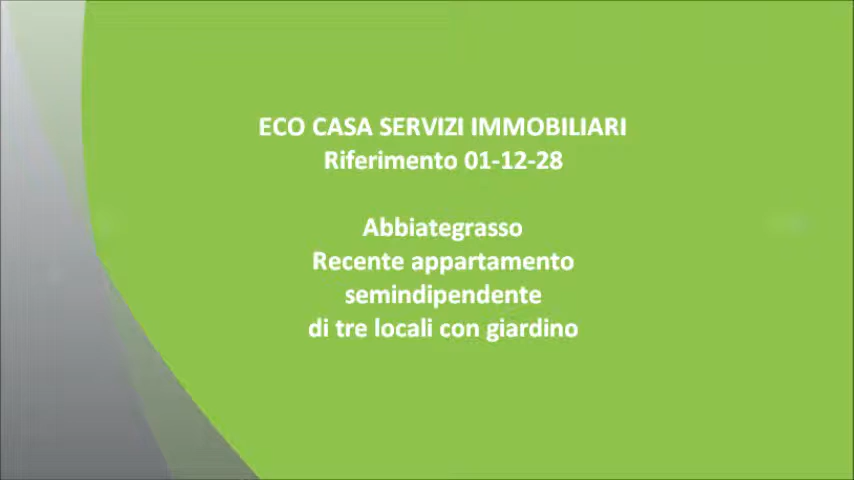 ECO CASA SERVIZI IMMOBILIARI
Riferimento 01-12-28
Abbiategrasso
Recente appartamento
semindipendente
di tre locali con giardino